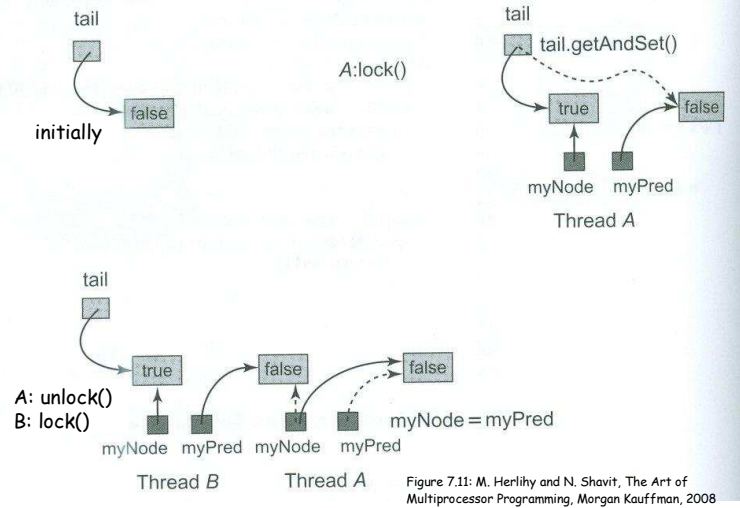 tail
false
initially
A:lock()
tail
tail.getAndSet()
true
false
myNode
myPred
Thread A
tail
true
false
false
A: unlock()
B: lock()
myNode = myPred
myNode myPred myNode myPred
Thread B
Thread A
Figure 7.11: M. Herlihy and N. Shavit, The Art of
Multiprocessor Programming, Morgan Kauffman, 2008